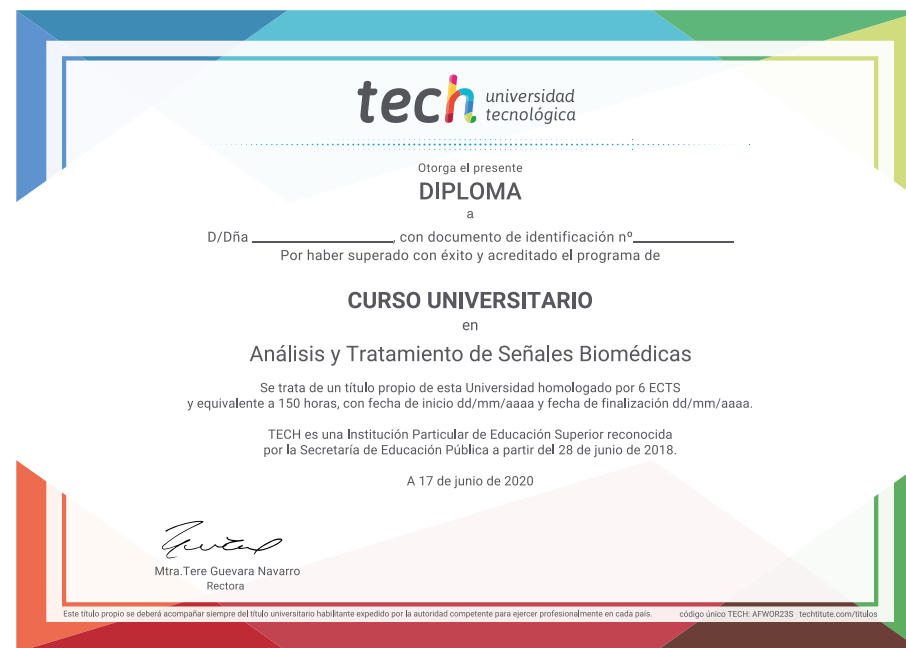 tech universidad
tecnológica
Otorga el presente
DIPLOMA
a
D/Dña ____________________, con documento de identificación nº______________
Por haber superado con éxito y acreditado el programa de
CURSO UNIVERSITARIO
en
Análisis y Tratamiento de Señales Biomédicas
Se trata de un título propio de esta Universidad homologado por 6 ECTS
y equivalente a 150 horas, con fecha de inicio dd/mm/aaaa y fecha de finalización dd/mm/aaaa.
TECH es una Institución Particular de Educación Superior reconocida
por la Secretaría de Educación Pública a partir del 28 de junio de 2018.
A 17 de junio de 2020
Mtra.Tere Guevara Navarro
Rectora
Este título propio se deberá acompañar siempre del título universitario habilitante expedido por la autoridad competente para ejercer profesionalmente en cada país. código único TECH: AFWOR23S techtitute.com/titulos